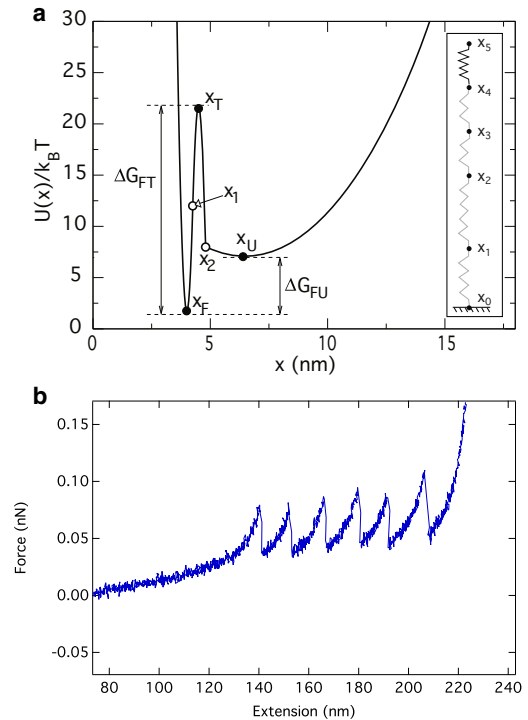 a
30
25
20
15
10
5
0
U(x)/k_BT
0
5
10
15
x (nm)
x_T
ΔG_FT
x_1
x_2
x_U
x_F
ΔG_FU
x_5
x_4
x_3
x_2
x_1
x_0
b
0.15
0.10
0.05
0.00
-0.05
Force (nN)
80
100
120
140
160
180
200
220
240
Extension (nm)